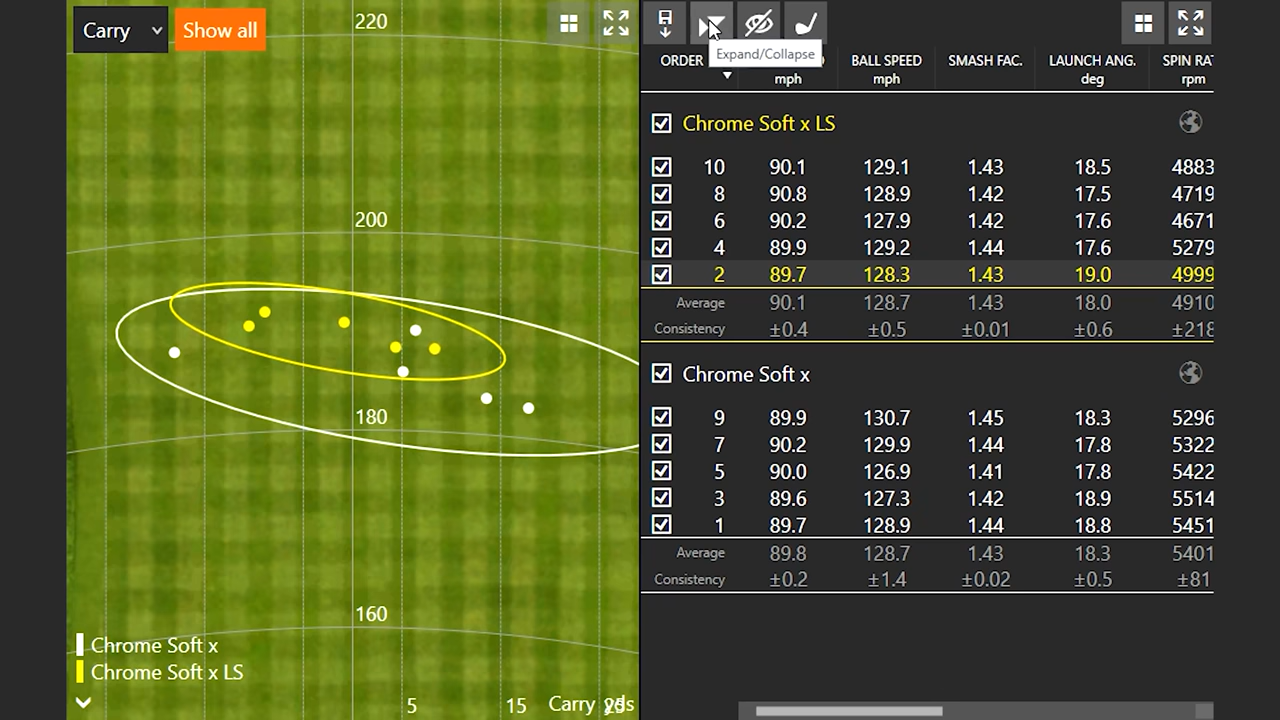 Carry
Show all
220
200
180
160
Chrome Soft x
Chrome Soft x LS
5
15
Carry
Expand/Collapse
ORDER
mph
BALL SPEED
mph
SMASH FAC.
LAUNCH ANG.
deg
SPIN RAT
rpm
Chrome Soft x LS
10 90.1 129.1 1.43 18.5 4883
8 90.8 128.9 1.42 17.5 4719
6 90.2 127.9 1.42 17.6 4671
4 89.9 129.2 1.44 17.6 5279
2 89.7 128.3 1.43 19.0 4999
Average 90.1 128.7 1.43 18.0 4910
Consistency ±0.4 ±0.5 ±0.01 ±0.6 ±218
Chrome Soft x
9 89.9 130.7 1.45 18.3 5296
7 90.2 129.9 1.44 17.8 5322
5 90.0 126.9 1.41 17.8 5422
3 89.6 127.3 1.42 18.9 5514
1 89.7 128.9 1.44 18.8 5451
Average 89.8 128.7 1.43 18.3 5401
Consistency ±0.2 ±1.4 ±0.02 ±0.5 ±81